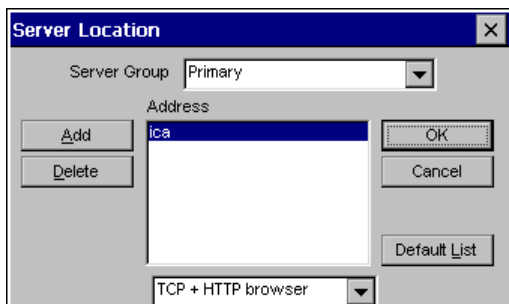 Server Location
Server Group Primary
Address
Add ica OK
Delete Cancel
Default List
TCP + HTTP browser